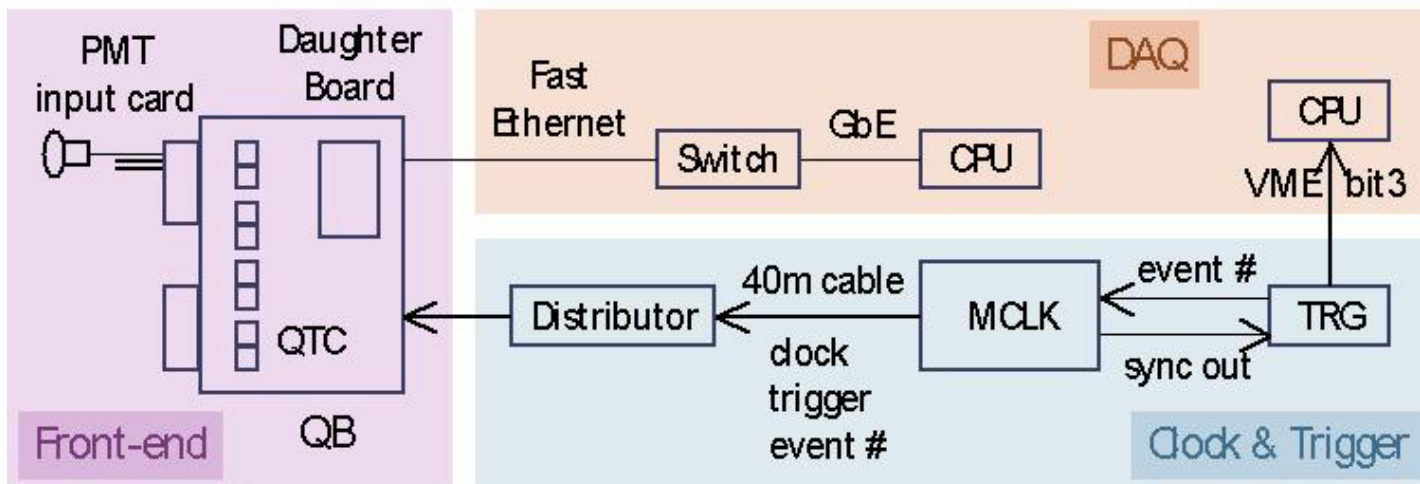 PMT
input card
Daughter
Board
QTC
QB
Front-end
Fast
Ethernet
Switch
GbE
CPU
DAQ
CPU
VME bit3
Distributor
40m cable
clock
trigger
event #
MCLK
event #
sync out
TRG
Clock & Trigger